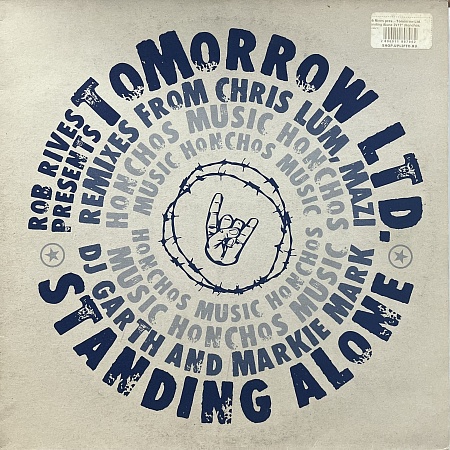 ROB RIVES
PRESENTS
TOMORROW LTD.
REMIXES FROM CHRIS LUM, MAZI
HONCHOS MUSIC HONCHOS
MUSIC HONCHOS MUSIC
HONCHOS MUSIC HONCHOS
MUSIC HONCHOS MUSIC
DJ GARTH AND MARKIE MARK
STANDING ALONE